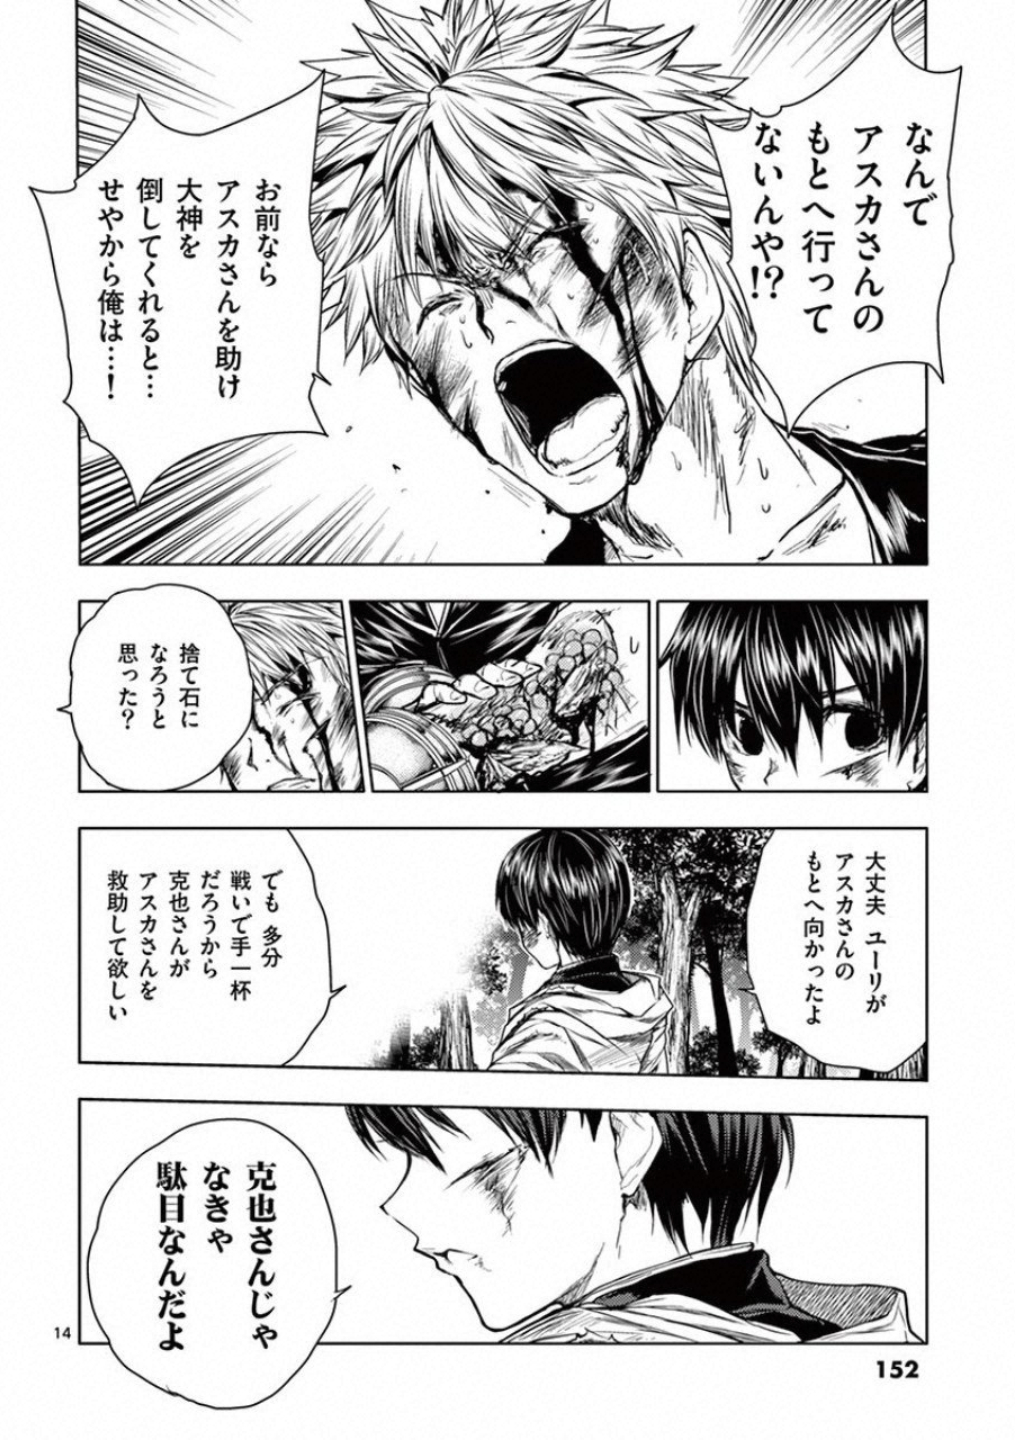 なんで
アスカさんの
もとへ行って
ないんや!?
お前なら
アスカさんを助け
大神を
倒してくれると…
せやから俺は…!
捨て石に
なろうと
思った?
大丈夫 ユーリが
アスカさんの
もとへ向かったよ
でも 多分
戦いで手一杯
だろうから
克也さんが
アスカさんを
救助して欲しい
克也さんじゃ
なきゃ
駄目なんだよ
14
152